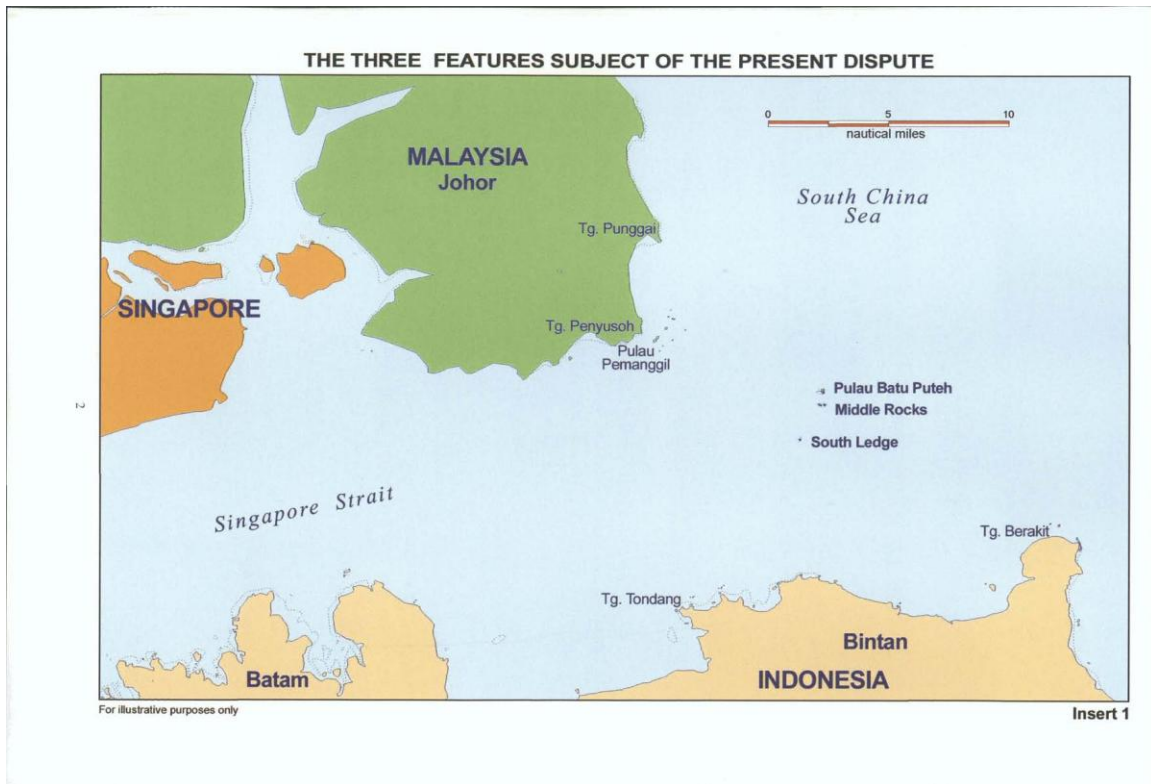 THE THREE FEATURES SUBJECT OF THE PRESENT DISPUTE
0 5 10
nautical miles
MALAYSIA
Johor
South China
Sea
Tg. Punggai
SINGAPORE
Tg. Penyusoh
Pulau
Pemanggil
Pulau Batu Puteh
Middle Rocks
South Ledge
2
Singapore Strait
Tg. Berakit
Tg. Tondang
Bintan
Batam
INDONESIA
For illustrative purposes only
Insert 1